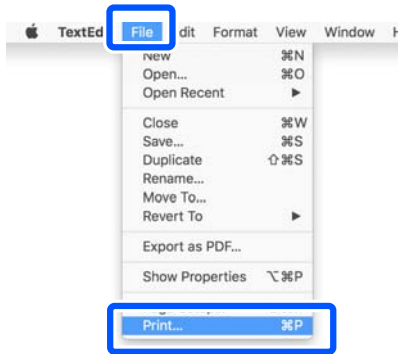 TextEd File dit Format View Window H
New ⌘N
Open... ⌘O
Open Recent ▶
Close ⌘W
Save... ⌘S
Duplicate ⇧⌘S
Rename...
Move To...
Revert To ▶
Export as PDF...
Show Properties ⌥⌘P
Print... ⌘P